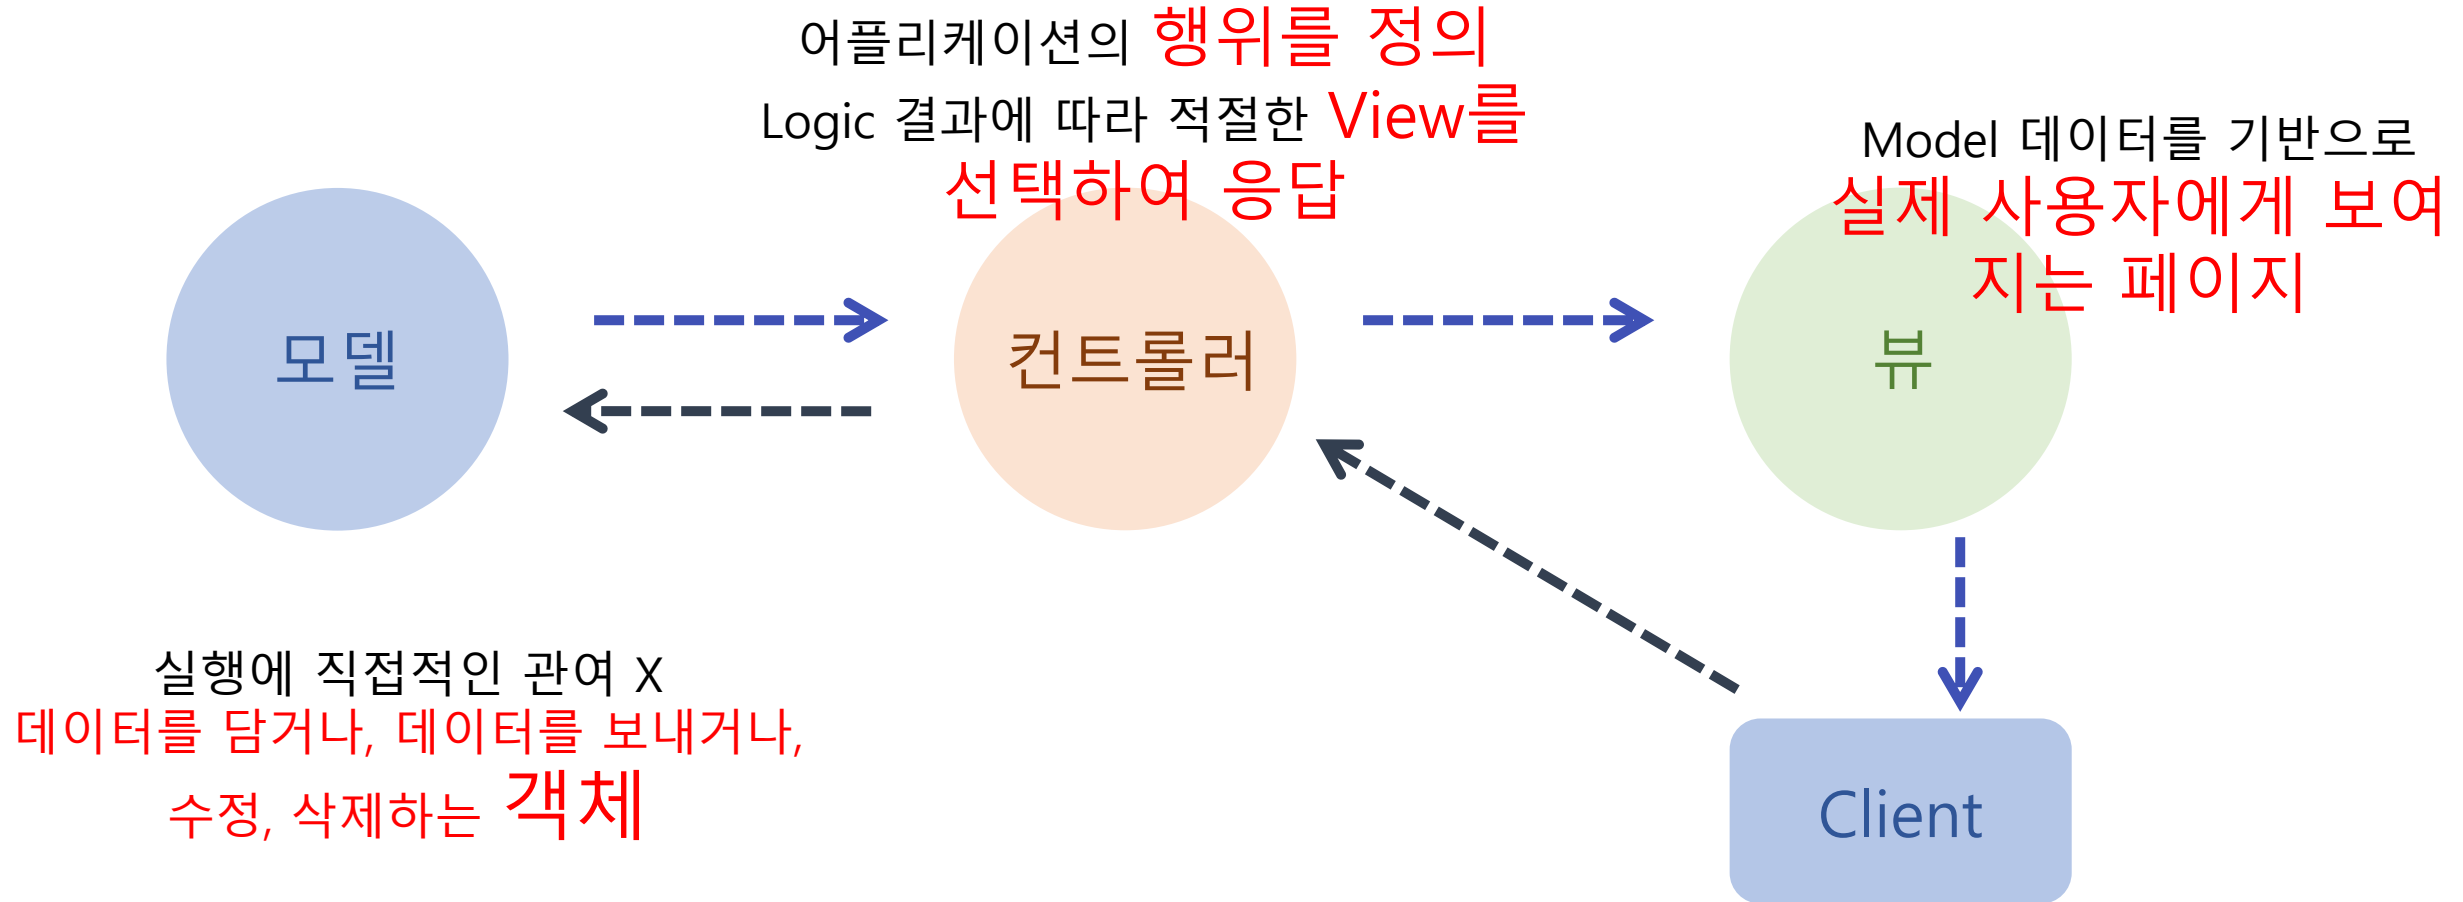 어플리케이션의 행위를 정의
Logic 결과에 따라 적절한 View를
선택하여 응답
Model 데이터를 기반으로
실제 사용자에게 보여
지는 페이지
모델
컨트롤러
뷰
실행에 직접적인 관여 X
데이터를 담거나, 데이터를 보내거나,
수정, 삭제하는 객체
Client